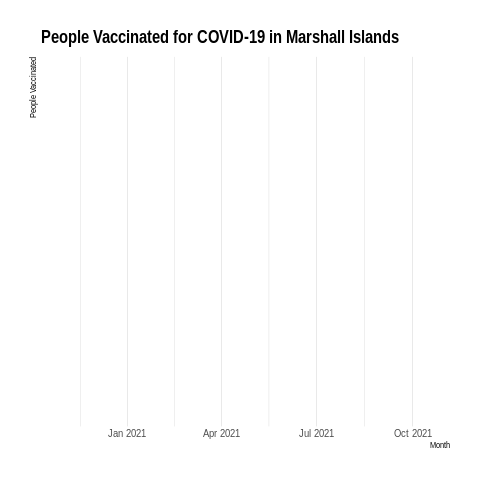 People Vaccinated for COVID-19 in Marshall Islands
People Vaccinated
Jan 2021 Apr 2021 Jul 2021 Oct 2021
Month